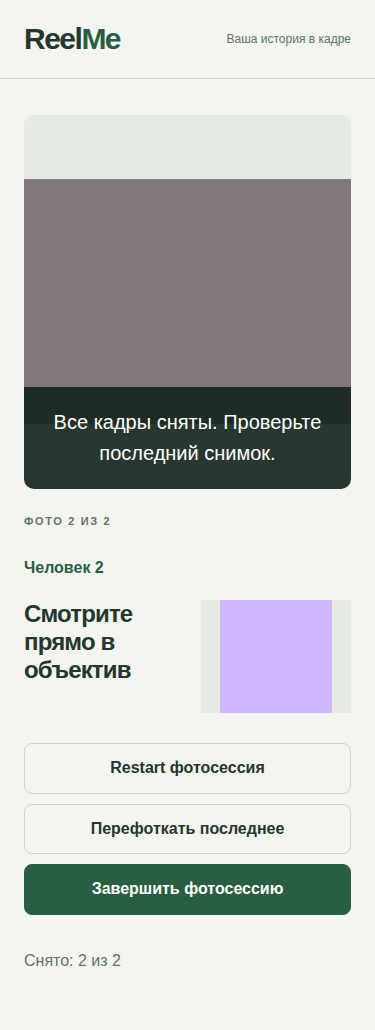 ReelMe
Ваша история в кадре
Все кадры сняты. Проверьте
последний снимок.
ФОТО 2 ИЗ 2
Человек 2
Смотрите
прямо в
объектив
Restart фотосессия
Перефоткать последнее
Завершить фотосессию
Снято: 2 из 2